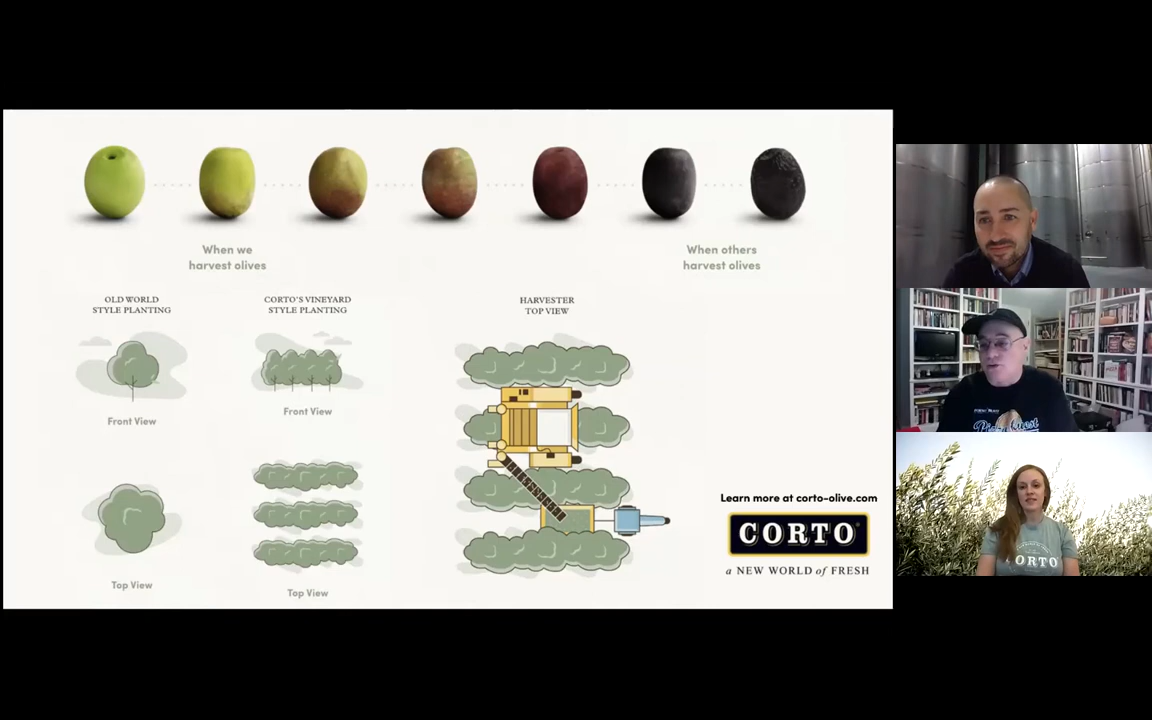 When we
harvest olives
When others
harvest olives
OLD WORLD
STYLE PLANTING
CORTO'S VINEYARD
STYLE PLANTING
HARVESTER
TOP VIEW
Front View
Front View
Top View
Top View
Learn more at corto-olive.com
CORTO®
a NEW WORLD of FRESH
CORTO